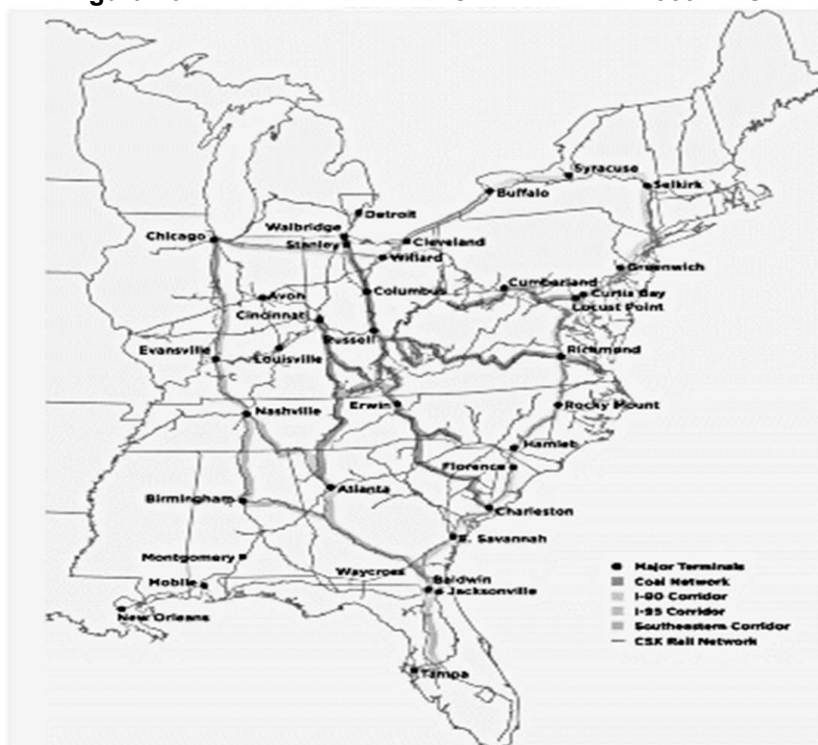 Syracuse
Buffalo
Selkirk
Detroit
Walbridge
Chicago
Stanley
Cleveland
Willard
Greenwich
Cumberland
Columbus
Curtis Bay
Avon
Locust Point
Cincinnati
Russell
Evansville
Louisville
Richmond
Erwin
Rocky Mount
Nashville
Hamlet
Florence
Atlanta
Birmingham
Charleston
E. Savannah
Montgomery
Waycross
Baldwin
Mobile
Jacksonville
New Orleans
Tampa
Major Terminals
Coal Network
I-80 Corridor
I-95 Corridor
Southeastern Corridor
CSX Rail Network